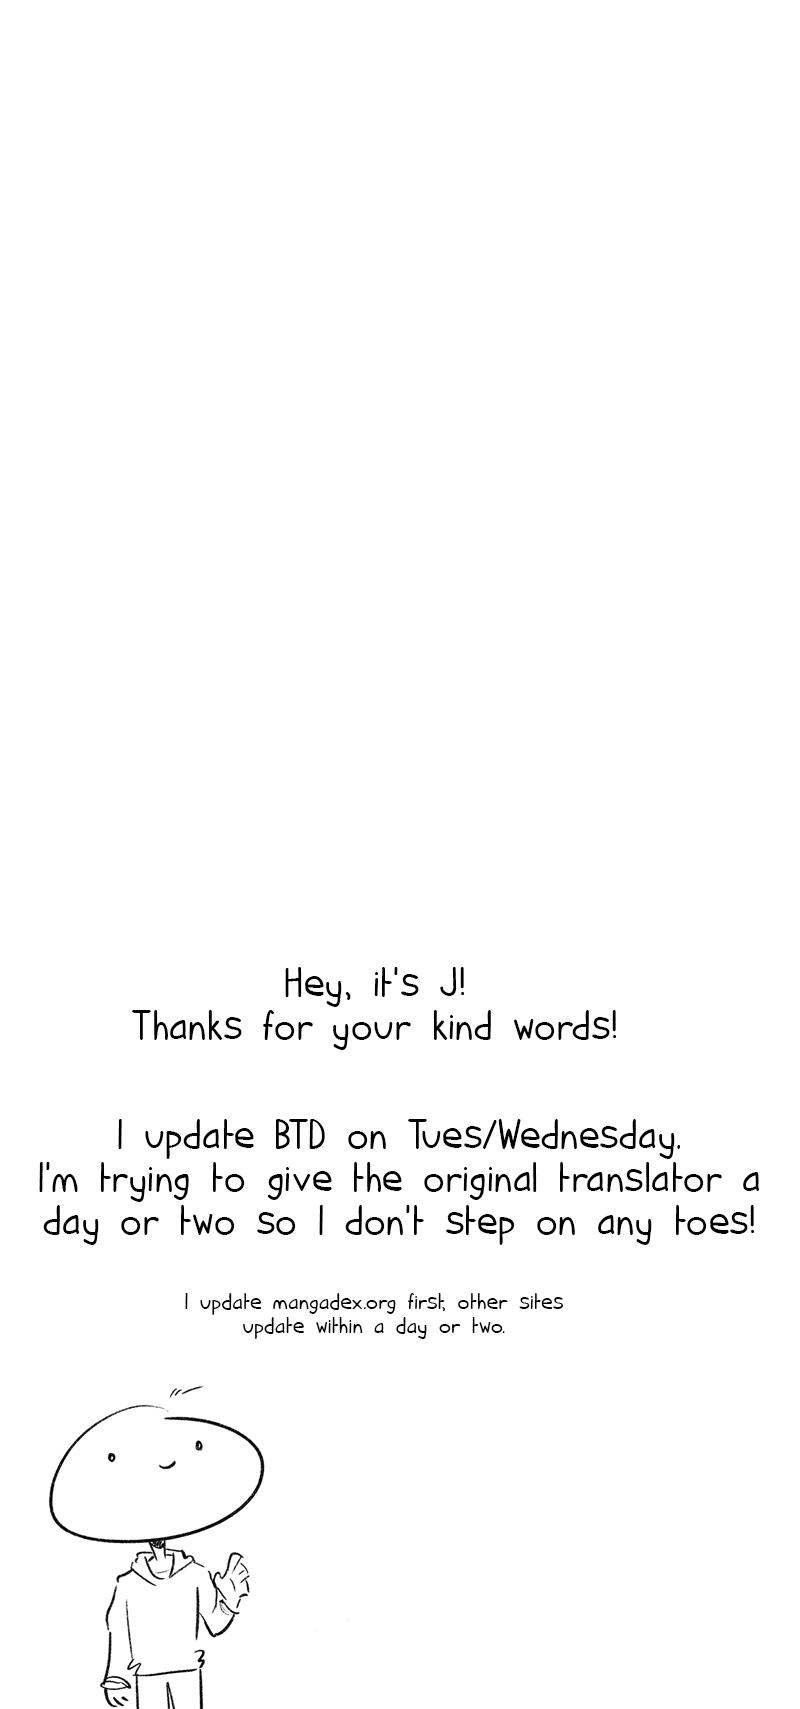 Hey, it's J!
Thanks for your kind words!
I update BTD on Tues/Wednesday.
I'm trying to give the original translator a
day or two so I don't step on any toes!
I update mangadex.org first, other sites
update within a day or two.